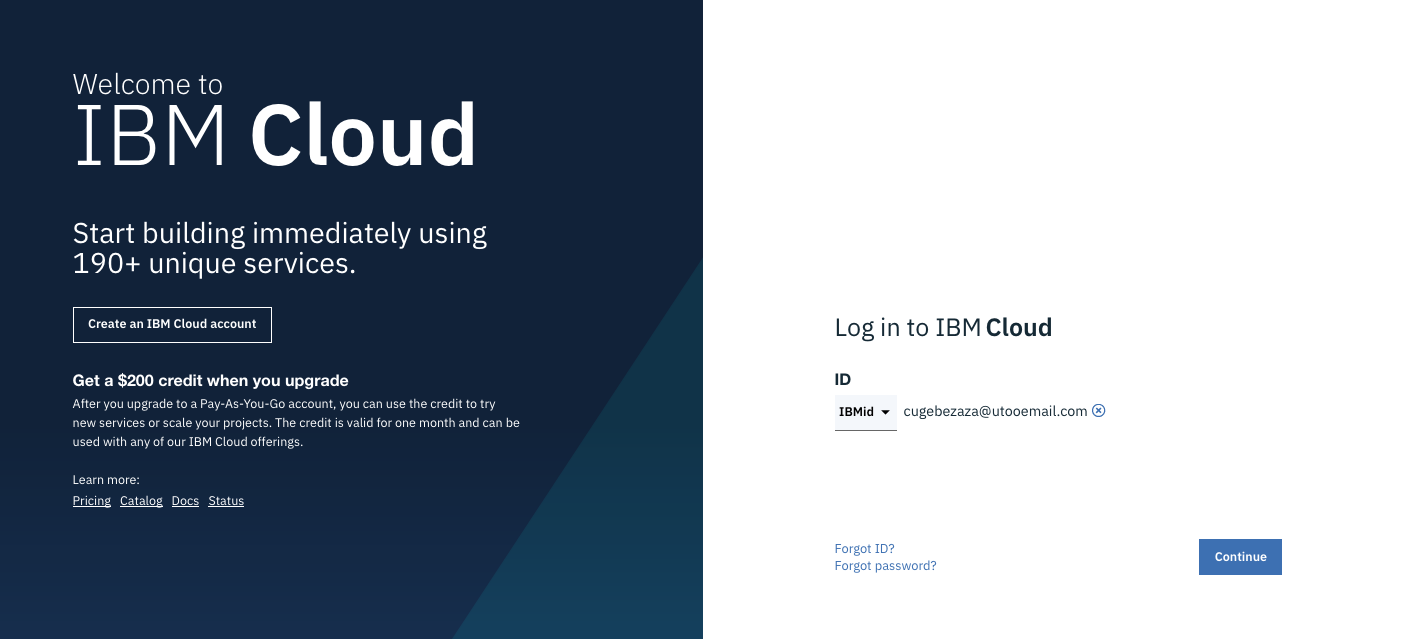 Welcome to
IBM Cloud
Start building immediately using
190+ unique services.
Create an IBM Cloud account
Get a $200 credit when you upgrade
After you upgrade to a Pay-As-You-Go account, you can use the credit to try
new services or scale your projects. The credit is valid for one month and can be
used with any of our IBM Cloud offerings.
Learn more:
Pricing Catalog Docs Status
Log in to IBM Cloud
ID
IBMid cugebezaza@utooemail.com
Forgot ID?
Forgot password?
Continue